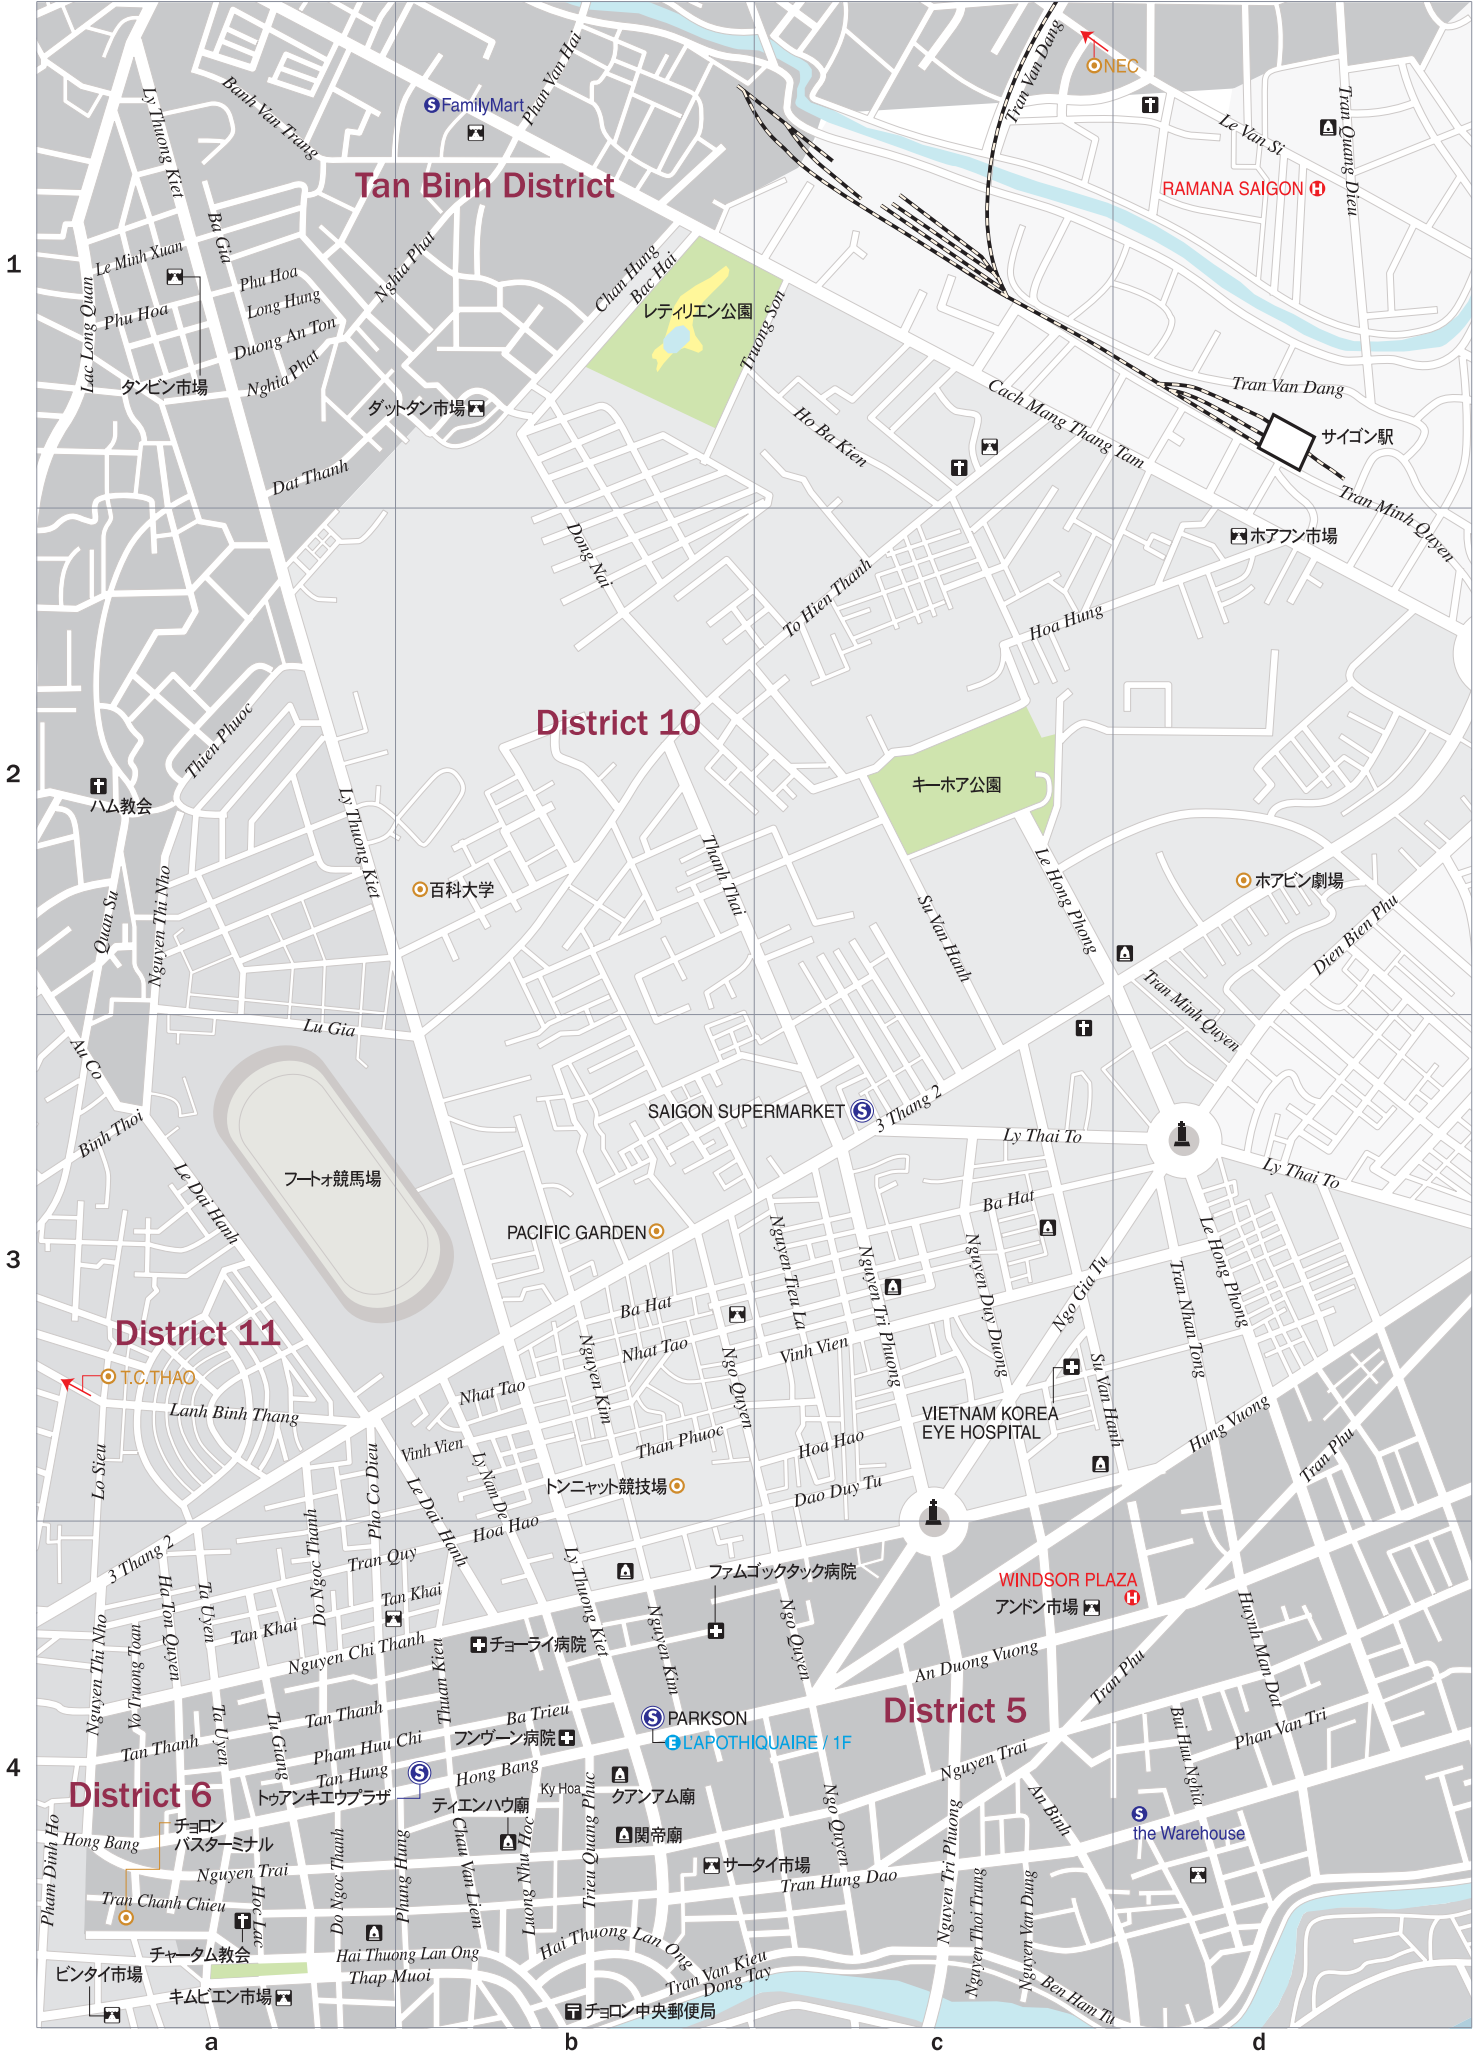 NEC
Tran Van Dang
Phan Van Hai
Banh Van Trang
Ly Thuong Kiet
FamilyMart
Le Van Si
Tran Quang Dieu
Tan Binh District
RAMANA SAIGON
Ba Gia
Le Minh Xuan
Nghia Phat
Chan Hung
Bac Hai
1
Phu Hoa
Long Hung
Phu Hoa
Lac Long Quan
レティリエン公園
Truong Son
Duong An Ton
Nghia Phat
タンビン市場
ダットタン市場
Tran Van Dang
Cach Mang Thang Tam
Ho Ba Kien
サイゴン駅
Dat Thanh
Tran Minh Quyen
ホアフン市場
Dong Nai
To Hien Thanh
Hoa Hung
District 10
Thien Phuoc
2
ハム教会
キーホア公園
Ly Thuong Kiet
Thanh Thai
Le Hong Phong
百科大学
ホアビン劇場
Quan Su
Nguyen Thi Nho
Su Van Hanh
Dien Bien Phu
Tran Minh Quyen
Lu Gia
Au Co
SAIGON SUPERMARKET
3 Thang 2
Binh Thoi
Ly Thai To
Ly Thai To
フートォ競馬場
Le Dai Hanh
Ba Hat
PACIFIC GARDEN
3
Nguyen Tieu La
Nguyen Tri Phuong
Nguyen Duy Duong
Ngo Gia Tu
Tran Nhan Tong
Le Hong Phong
Ba Hat
District 11
Nhat Tao
Nguyen Kim
Ngo Quyen
Vinh Vien
T.C.THAO
Nhat Tao
Su Van Hanh
Lanh Binh Thang
VIETNAM KOREA
EYE HOSPITAL
Hung Vuong
Vinh Vien
Than Phuoc
Hoa Hao
Tran Phu
Lo Sieu
Pho Co Dieu
Le Dai Hanh
Ly Nam De
トンニャット競技場
Dao Duy Tu
Hoa Hao
3 Thang 2
Do Ngoc Thanh
Tran Quy
ファムゴックタック病院
WINDSOR PLAZA
アンドン市場
Ha Ton Quyen
Ta Uyen
Tan Khai
Tan Khai
Ly Thuong Kiet
Nguyen Kim
Ngo Quyen
Huynh Man Dat
Nguyen Thi Nho
Vo Truong Toan
Nguyen Chi Thanh
Thuan Kieu
チョーライ病院
An Duong Vuong
Tran Phu
Tan Thanh
Ba Trieu
PARKSON
District 5
Ta Uyen
Tu Giang
Tan Thanh
Pham Huu Chi
フンヴーン病院
L'APOTHIQUAIRE / 1F
Bui Huu Nghia
Phan Van Tri
4
Tan Hung
Hong Bang
Nguyen Trai
District 6
トゥアンキエウプラザ
Ky Hoa
クアンアム廟
ティエンハウ廟
Ngo Quyen
An Binh
Pham Dinh Ho
チョロン
バスターミナル
Hong Bang
関帝廟
the Warehouse
Nguyen Trai
Do Ngoc Thanh
Phung Hung
Chau Van Liem
Luong Nhu Hoc
Trieu Quang Phuc
サータイ市場
Tran Hung Dao
Nguyen Tri Phuong
Nguyen Thoi Trung
Nguyen Van Dung
Tran Chanh Chieu
Hoc Lac
チャータム教会
Hai Thuong Lan Ong
Hai Thuong Lan Ong
Tran Van Kieu
Dong Tay
ビンタイ市場
Thap Muoi
キムビエン市場
チョロン中央郵便局
Ben Ham Tu
a
b
c
d